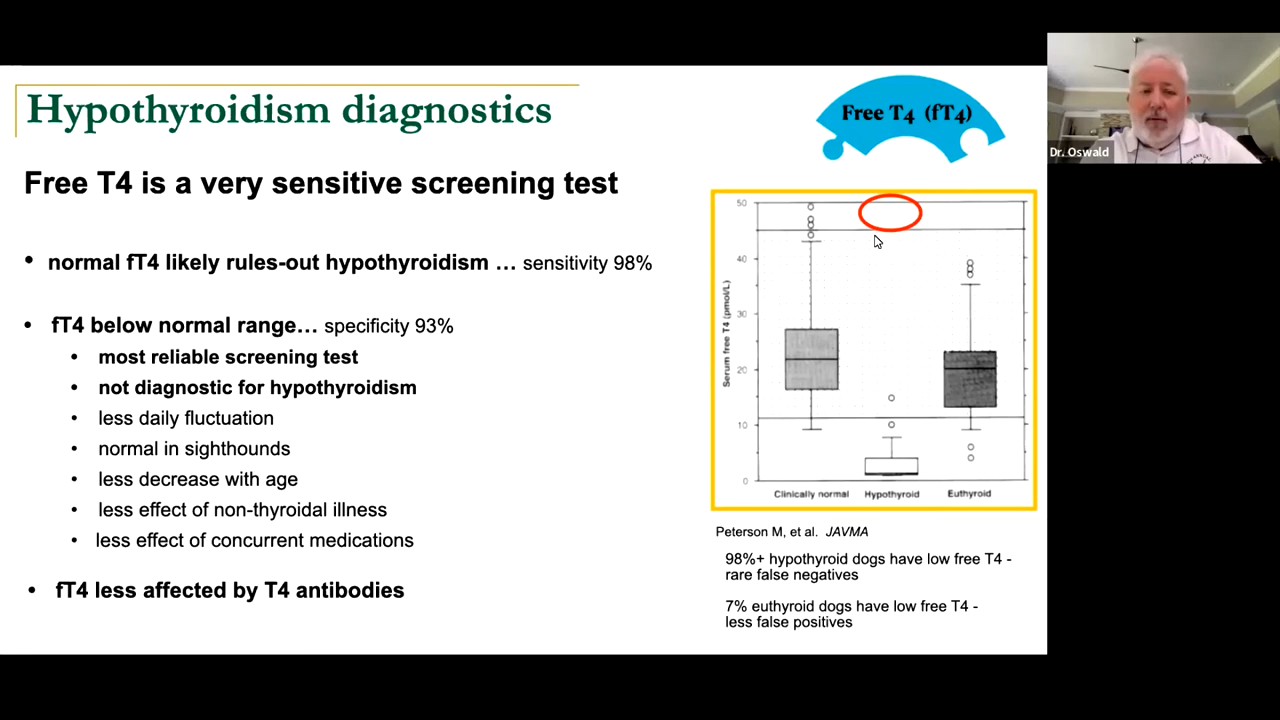 Hypothyroidism diagnostics
Free T4 (fT4)
Dr. Oswald
Free T4 is a very sensitive screening test
• normal fT4 likely rules-out hypothyroidism … sensitivity 98%
• fT4 below normal range… specificity 93%
• most reliable screening test
• not diagnostic for hypothyroidism
• less daily fluctuation
• normal in sighthounds
• less decrease with age
• less effect of non-thyroidal illness
• less effect of concurrent medications
• fT4 less affected by T4 antibodies
Serum free T4 (pmol/L)
50
40
30
20
10
0
Clinically normal Hypothyroid Euthyroid
Peterson M, et al. JAVMA
98%+ hypothyroid dogs have low free T4 -
rare false negatives
7% euthyroid dogs have low free T4 -
less false positives